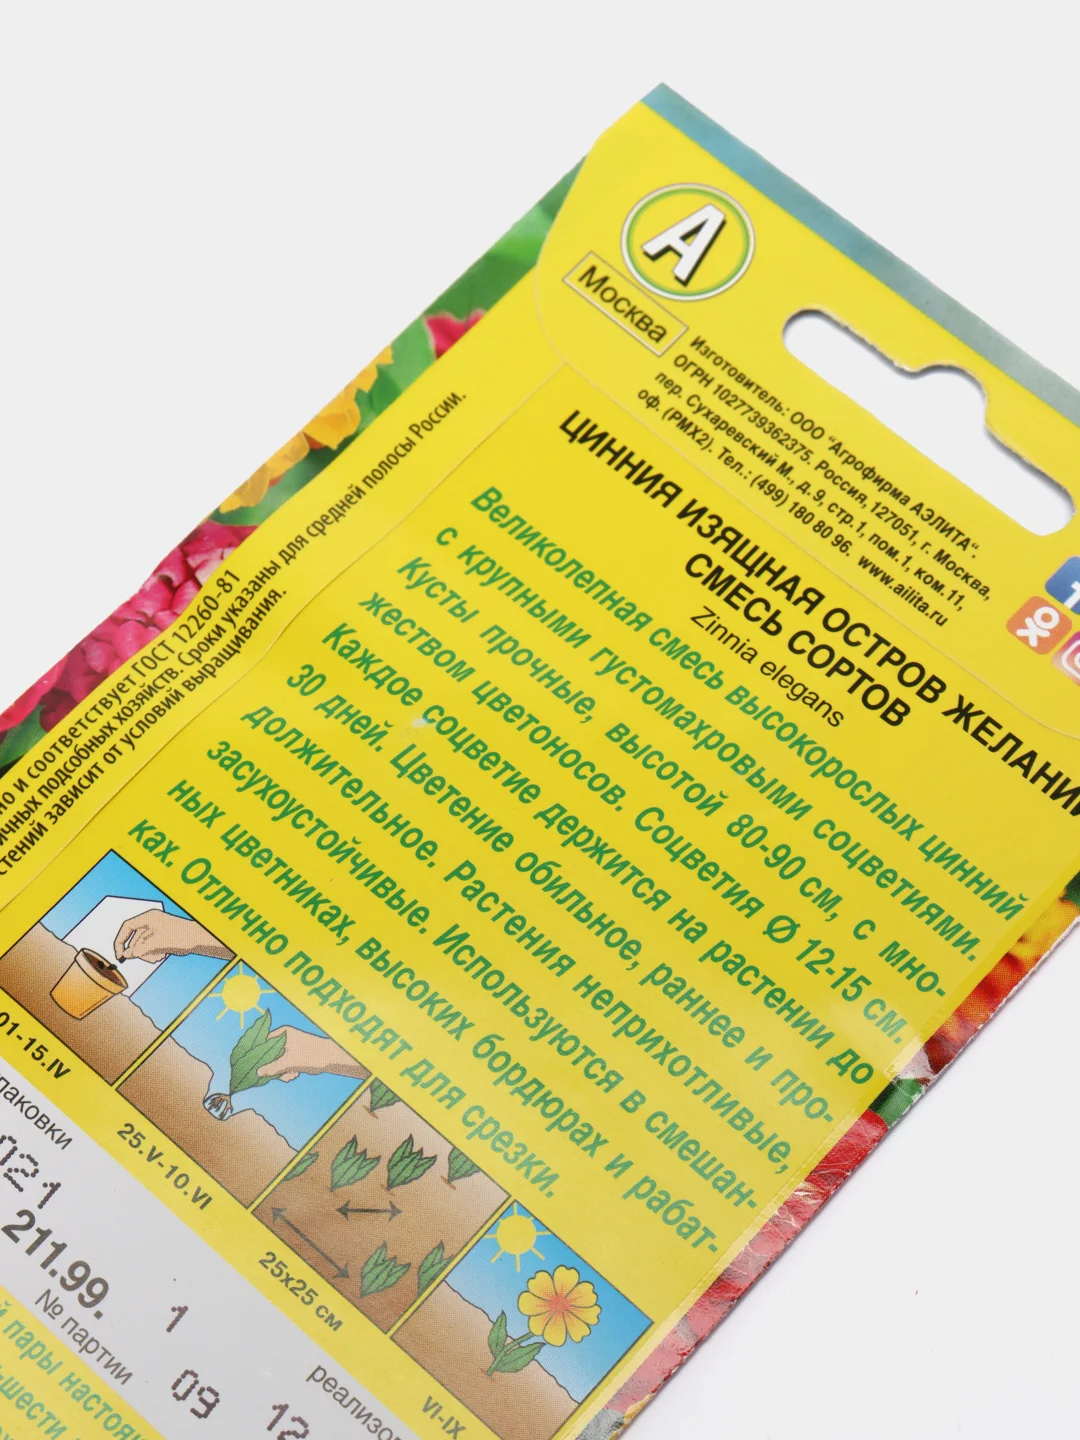 А
Москва
Изготовитель: ООО "Агрофирма АЭЛИТА".
ОГРН 1027739362375. Россия, 127051, г. Москва,
пер. Сухаревский М., д. 9, стр.1, пом.1, ком.11,
оф. (РМХ2). Тел.: (499) 180 80 96. www.ailita.ru
ЦИННИЯ ИЗЯЩНАЯ ОСТРОВ ЖЕЛАНИ
СМЕСЬ СОРТОВ
Zinnia elegans
Великолепная смесь высокорослых цинний
с крупными густомахровыми соцветиями.
Кусты прочные, высотой 80-90 см, с мно-
жеством цветоносов. Соцветия Ø 12-15 см.
Каждое соцветие держится на растении до
30 дней. Цветение обильное, раннее и про-
должительное. Растения неприхотливые,
засухоустойчивые. Используются в смешан-
ных цветниках, высоких бордюрах и рабат-
ках. Отлично подходят для срезки.
и соответствует ГОСТ 12260-81
подсобных хозяйств. Сроки указаны для средней полосы России.
зависит от условий выращивания.
01-15.IV
25.V-10.VI
25x25 см
VI-IX
021
211.99.
1
№ партии
09 12
пары